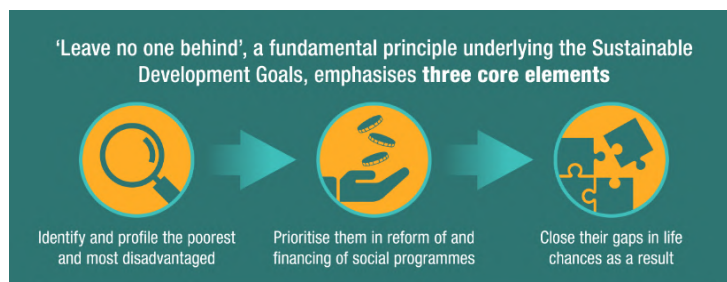 ‘Leave no one behind’, a fundamental principle underlying the Sustainable
Development Goals, emphasises three core elements
Identify and profile the poorest
and most disadvantaged
Prioritise them in reform of and
financing of social programmes
Close their gaps in life
chances as a result